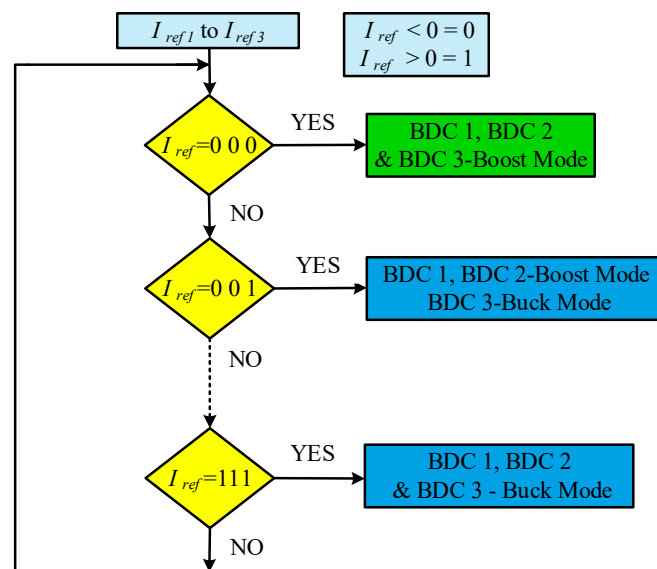 I ref 1 to I ref 3
I ref < 0 = 0
I ref > 0 = 1
I ref=0 0 0
YES
BDC 1, BDC 2
& BDC 3-Boost Mode
NO
I ref=0 0 1
YES
BDC 1, BDC 2-Boost Mode
BDC 3-Buck Mode
NO
I ref=111
YES
BDC 1, BDC 2
& BDC 3 - Buck Mode
NO